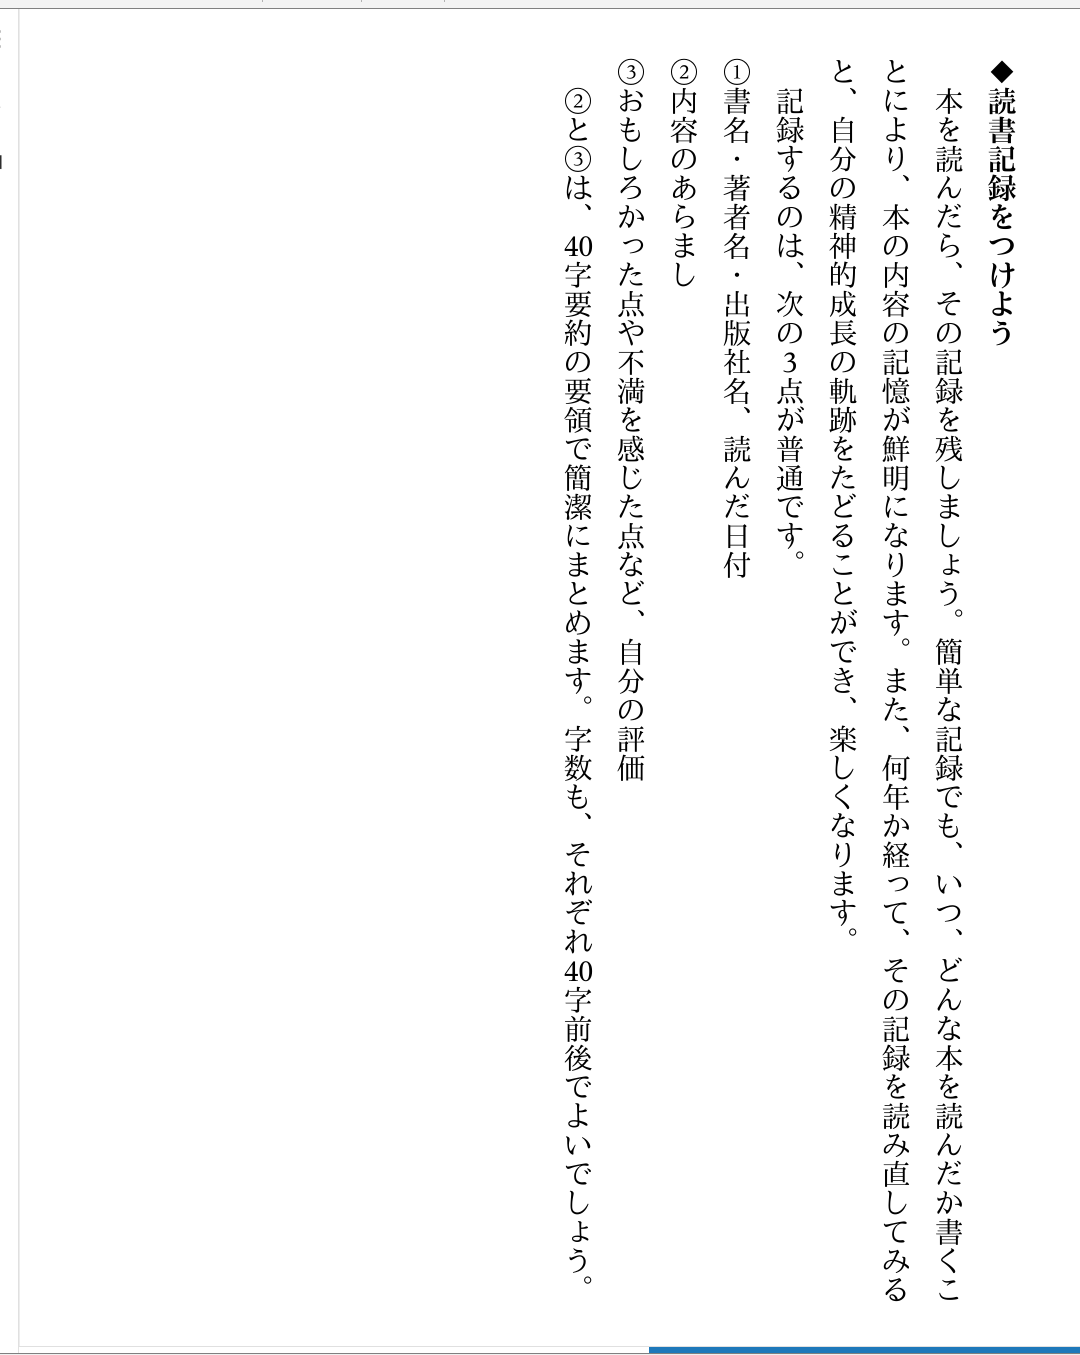 ◆読書記録をつけよう
　本を読んだら、その記録を残しましょう。簡単な記録でも、いつ、どんな本を読んだか書くこ
とにより、本の内容の記憶が鮮明になります。また、何年か経って、その記録を読み直してみる
と、自分の精神的成長の軌跡をたどることができ、楽しくなります。
　記録するのは、次の3点が普通です。
①書名・著者名・出版社名、読んだ日付
②内容のあらまし
③おもしろかった点や不満を感じた点など、自分の評価
　②と③は、40字要約の要領で簡潔にまとめます。字数も、それぞれ40字前後でよいでしょう。